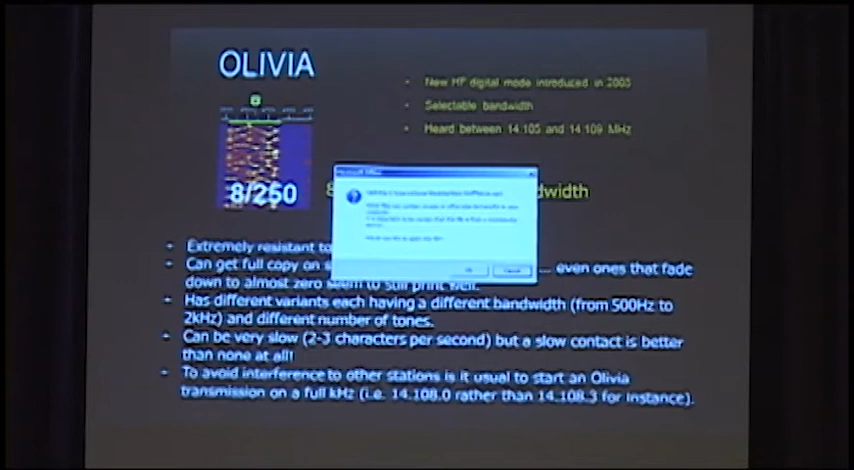 OLIVIA
- New HF digital mode introduced in 2005
- Selectable bandwidth
- Heard between 14.105 and 14.109 MHz
8/250
8
dwidth
Microsoft Office
- Extremely resistant to
- Can get full copy on
... even ones that fade
down to almost zero seem to still print well.
- Has different variants each having a different bandwidth (from 500Hz to
2kHz) and different number of tones.
- Can be very slow (2-3 characters per second) but a slow contact is better
than none at all!
- To avoid interference to other stations is it usual to start an Olivia
transmission on a full kHz (i.e. 14.108.0 rather than 14.108.3 for instance).